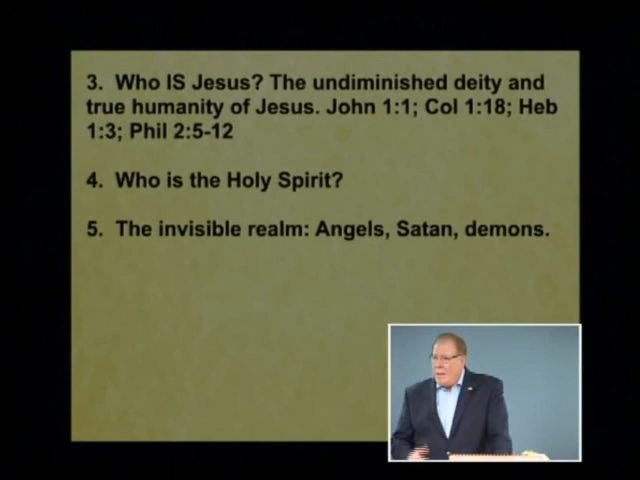 3. Who IS Jesus? The undiminished deity and
true humanity of Jesus. John 1:1; Col 1:18; Heb
1:3; Phil 2:5-12
4. Who is the Holy Spirit?
5. The invisible realm: Angels, Satan, demons.